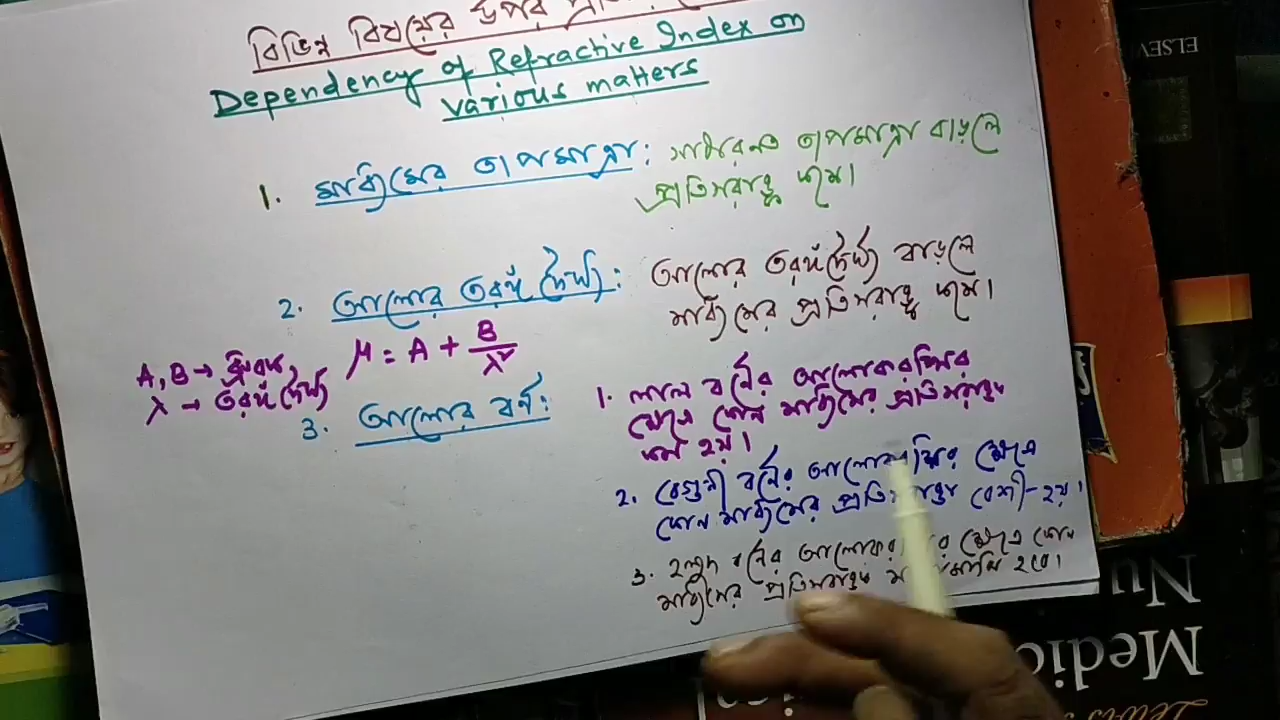 বিভিন্ন বিষয়ের উপর
Dependency of Refractive Index on
various matters
1. মাধ্যমের তাপমাত্রা: সাধারণত তাপমাত্রা বাড়লে
প্রতিসরাঙ্ক কমে।
2. আলোর তরঙ্গদৈর্ঘ্য: আলোর তরঙ্গদৈর্ঘ্য বাড়লে
মাধ্যমের প্রতিসরাঙ্ক কমে।
μ = A + B/λ²
A, B → ধ্রুবক,
λ → তরঙ্গদৈর্ঘ্য
3. আলোর বর্ণ:
1. লাল বর্ণের আলোকরশ্মির
ক্ষেত্রে কোন মাধ্যমের প্রতিসরাঙ্ক
কম হয়।
2. বেগুনী বর্ণের আলোকরশ্মির ক্ষেত্রে
কোন মাধ্যমের প্রতিসরাঙ্ক বেশী হয়।
3. হলুদ বর্ণের ক্ষেত্রে কোন
মাধ্যমের প্রতিসরাঙ্ক হবে।
ELSEV
Nu
Medic